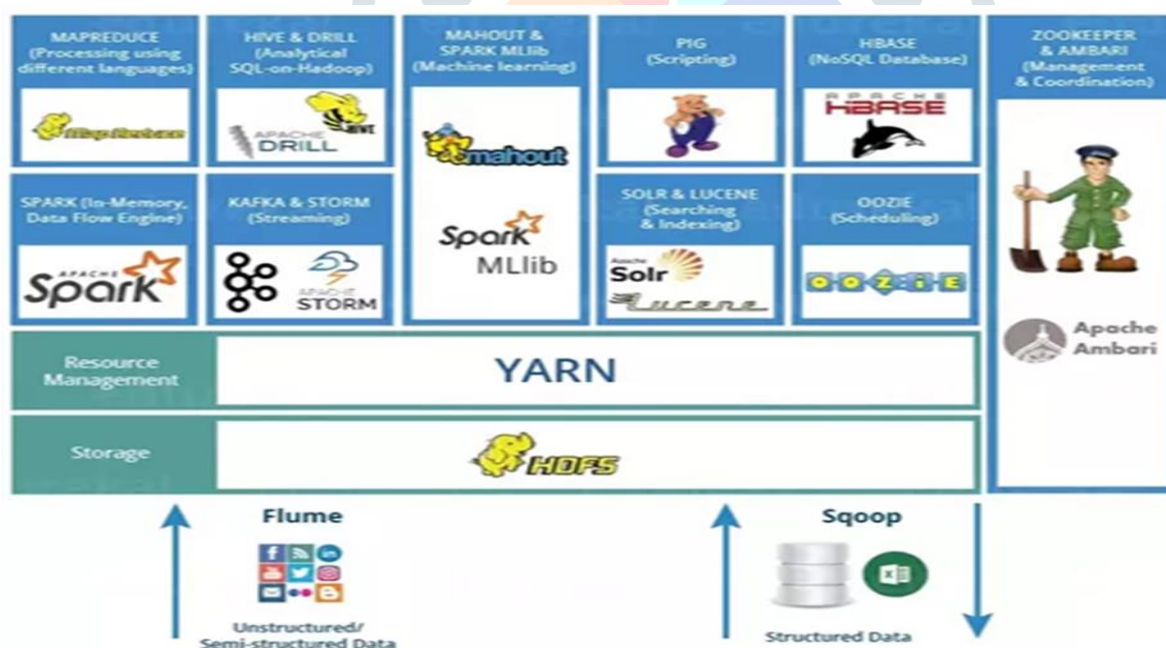 MAPREDUCE
(Processing using
different languages)
HIVE & DRILL
(Analytical
SQL-on-Hadoop)
MAHOUT &
SPARK MLlib
(Machine learning)
PIG
(Scripting)
HBASE
(NoSQL Database)
ZOOKEEPER
& AMBARI
(Management
& Coordination)
Map Reduce
HIVE
APACHE
DRILL
mahout
APACHE
HBASE
SPARK (In-Memory,
Data Flow Engine)
KAFKA & STORM
(Streaming)
Spark
MLlib
SOLR & LUCENE
(Searching
& Indexing)
OOZIE
(Scheduling)
APACHE
Spark
APACHE
STORM
Apache
Solr
Lucene
OOZiE
Apache
Ambari
Resource
Management
YARN
Storage
HDFS
Flume
Sqoop
Unstructured/
Semi-structured Data
Structured Data